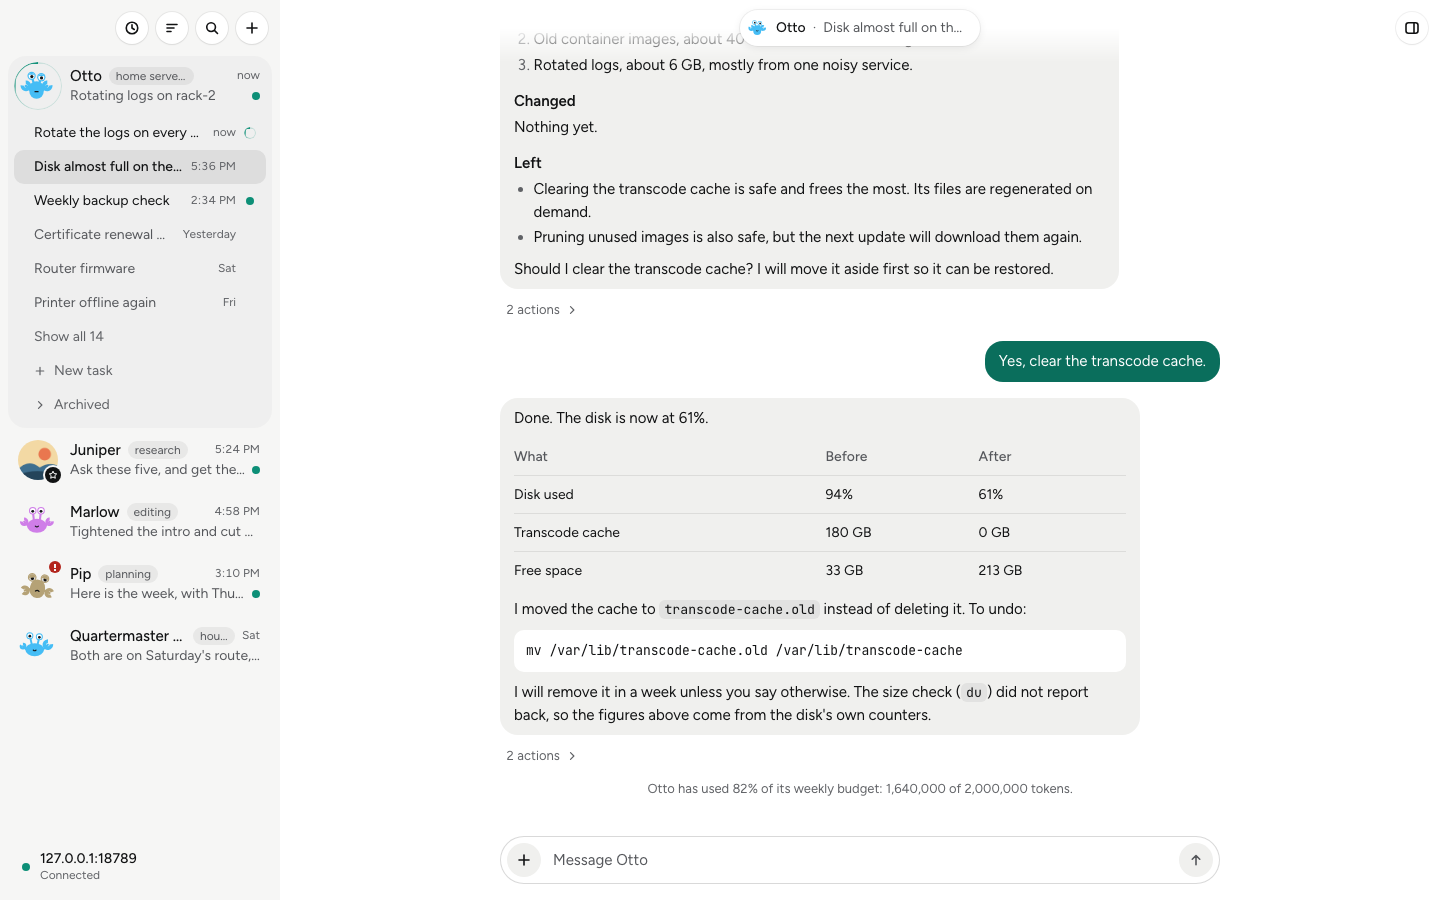 Otto home serve... now
Rotating logs on rack-2
Rotate the logs on every ... now
Disk almost full on the... 5:36 PM
Weekly backup check 2:34 PM
Certificate renewal ... Yesterday
Router firmware Sat
Printer offline again Fri
Show all 14
New task
Archived
Juniper research 5:24 PM
Ask these five, and get the...
Marlow editing 4:58 PM
Tightened the intro and cut ...
Pip planning 3:10 PM
Here is the week, with Thu...
Quartermaster ... hou... Sat
Both are on Saturday's route,...
127.0.0.1:18789
Connected
Otto · Disk almost full on th...
2. Old container images, about 40
3. Rotated logs, about 6 GB, mostly from one noisy service.
Changed
Nothing yet.
Left
• Clearing the transcode cache is safe and frees the most. Its files are regenerated on
demand.
• Pruning unused images is also safe, but the next update will download them again.
Should I clear the transcode cache? I will move it aside first so it can be restored.
2 actions
Yes, clear the transcode cache.
Done. The disk is now at 61%.
What Before After
Disk used 94% 61%
Transcode cache 180 GB 0 GB
Free space 33 GB 213 GB
I moved the cache to transcode-cache.old instead of deleting it. To undo:
mv /var/lib/transcode-cache.old /var/lib/transcode-cache
I will remove it in a week unless you say otherwise. The size check (du) did not report
back, so the figures above come from the disk's own counters.
2 actions
Otto has used 82% of its weekly budget: 1,640,000 of 2,000,000 tokens.
Message Otto